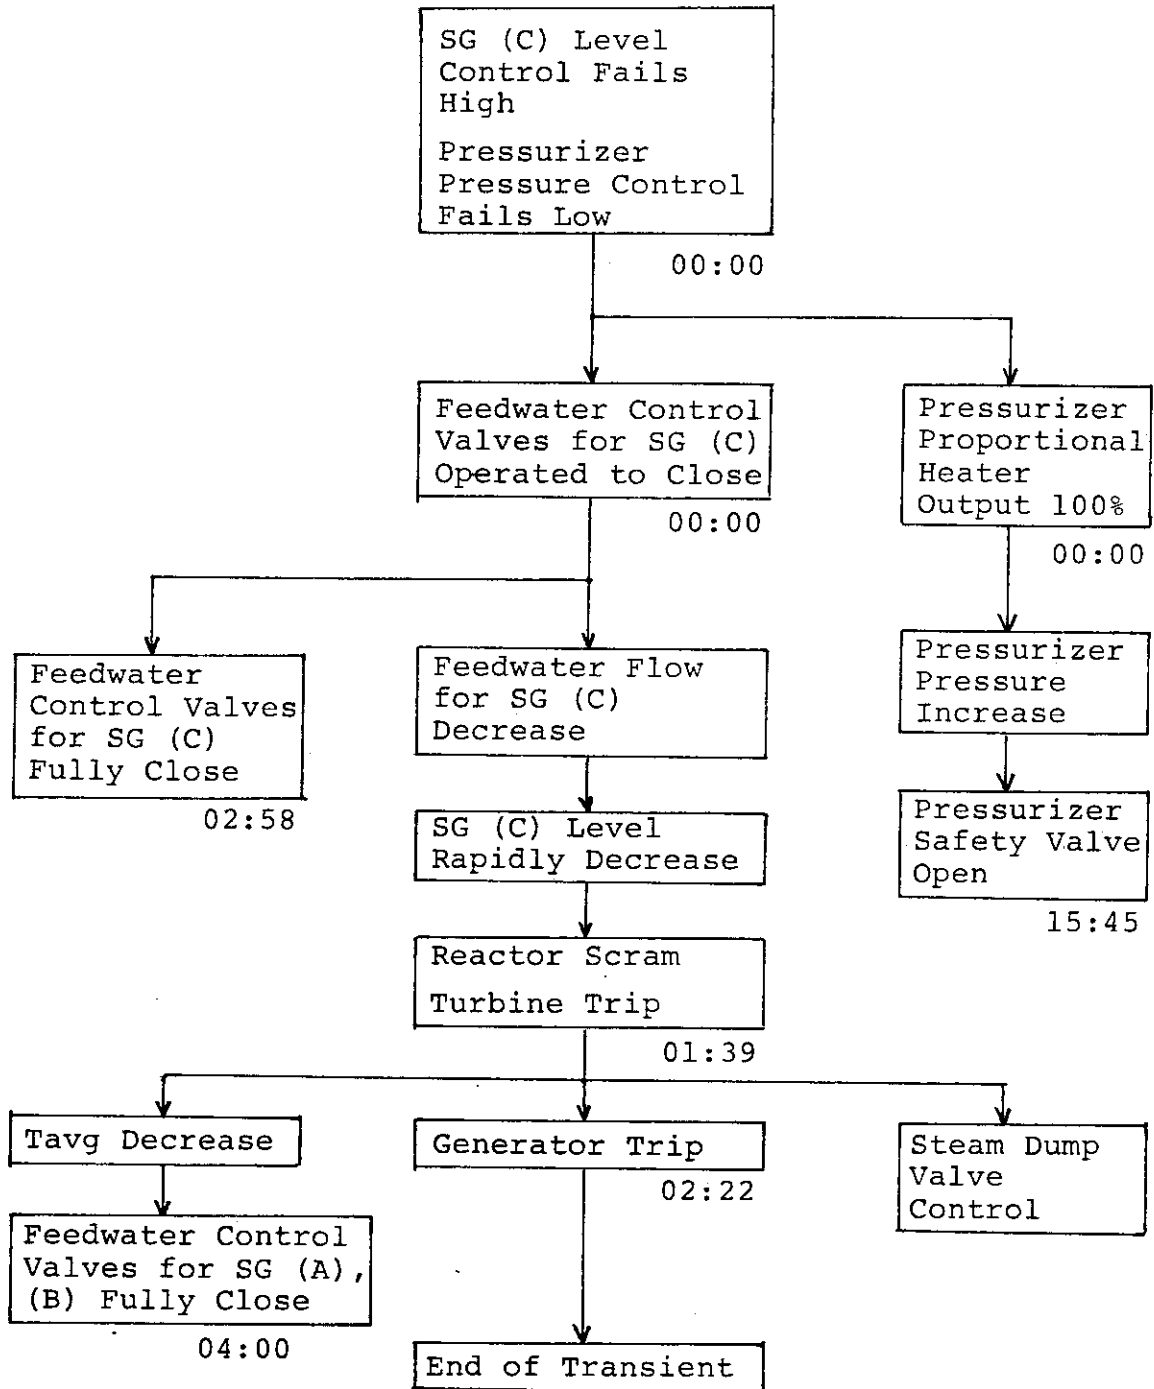 SG (C) Level
Control Fails
High
Pressurizer
Pressure Control
Fails Low
00:00
Feedwater Control
Valves for SG (C)
Operated to Close
00:00
Pressurizer
Proportional
Heater
Output 100%
00:00
Feedwater
Control Valves
for SG (C)
Fully Close
02:58
Feedwater Flow
for SG (C)
Decrease
Pressurizer
Pressure
Increase
SG (C) Level
Rapidly Decrease
Pressurizer
Safety Valve
Open
15:45
Reactor Scram
Turbine Trip
01:39
Tavg Decrease
Generator Trip
02:22
Steam Dump
Valve
Control
Feedwater Control
Valves for SG (A),
(B) Fully Close
04:00
End of Transient